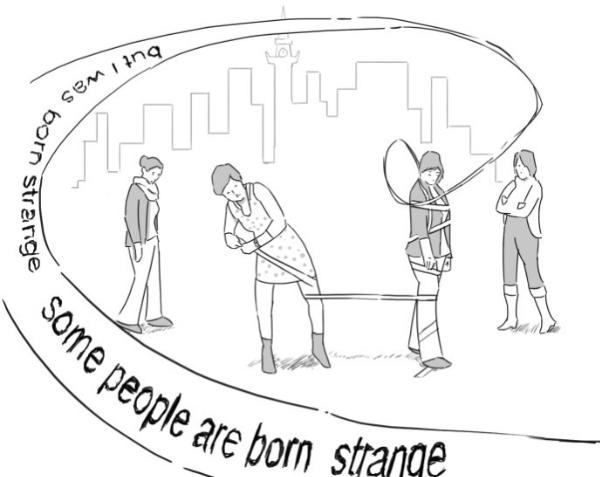 some people are born strange
but I was born strange